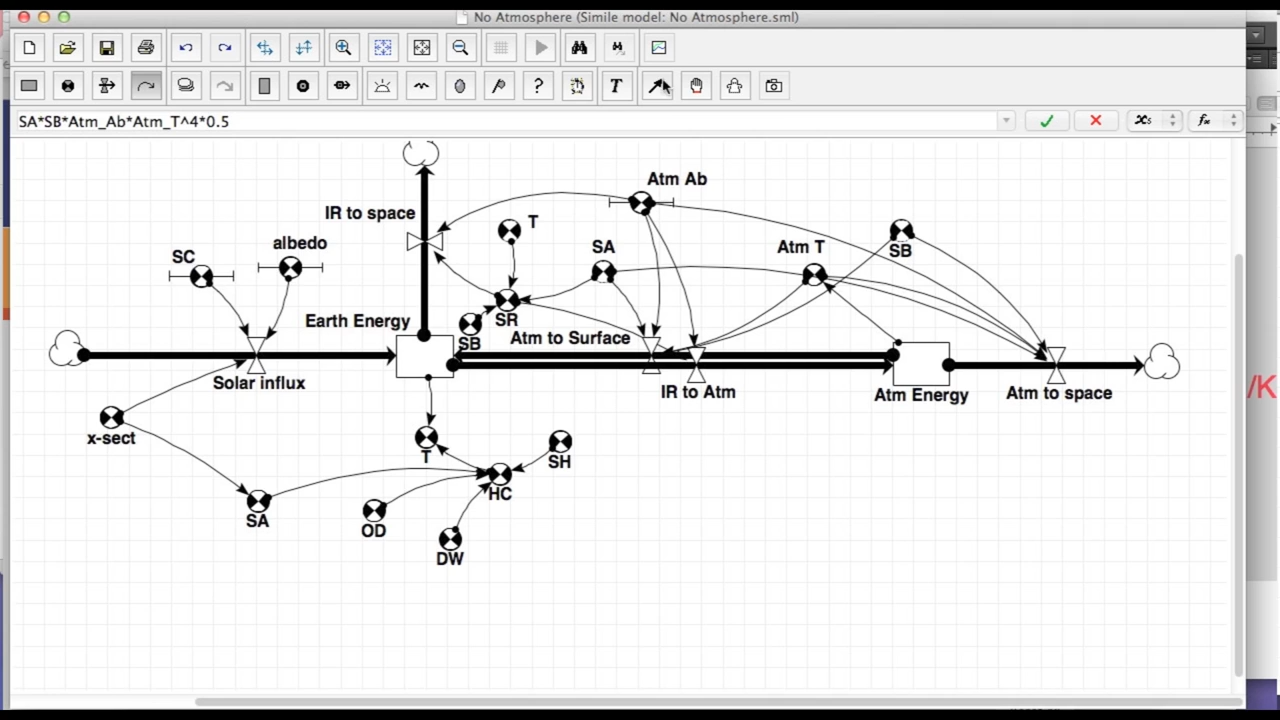 No Atmosphere (Simile model: No Atmosphere.sml)
T
?
SA*SB*Atm_Ab*Atm_T^4*0.5
Atm Ab
IR to space
T
albedo
SA
Atm T
SB
SC
Earth Energy
SR
SB
Atm to Surface
Solar influx
IR to Atm
Atm Energy
Atm to space
/K
x-sect
T
SH
HC
SA
OD
DW